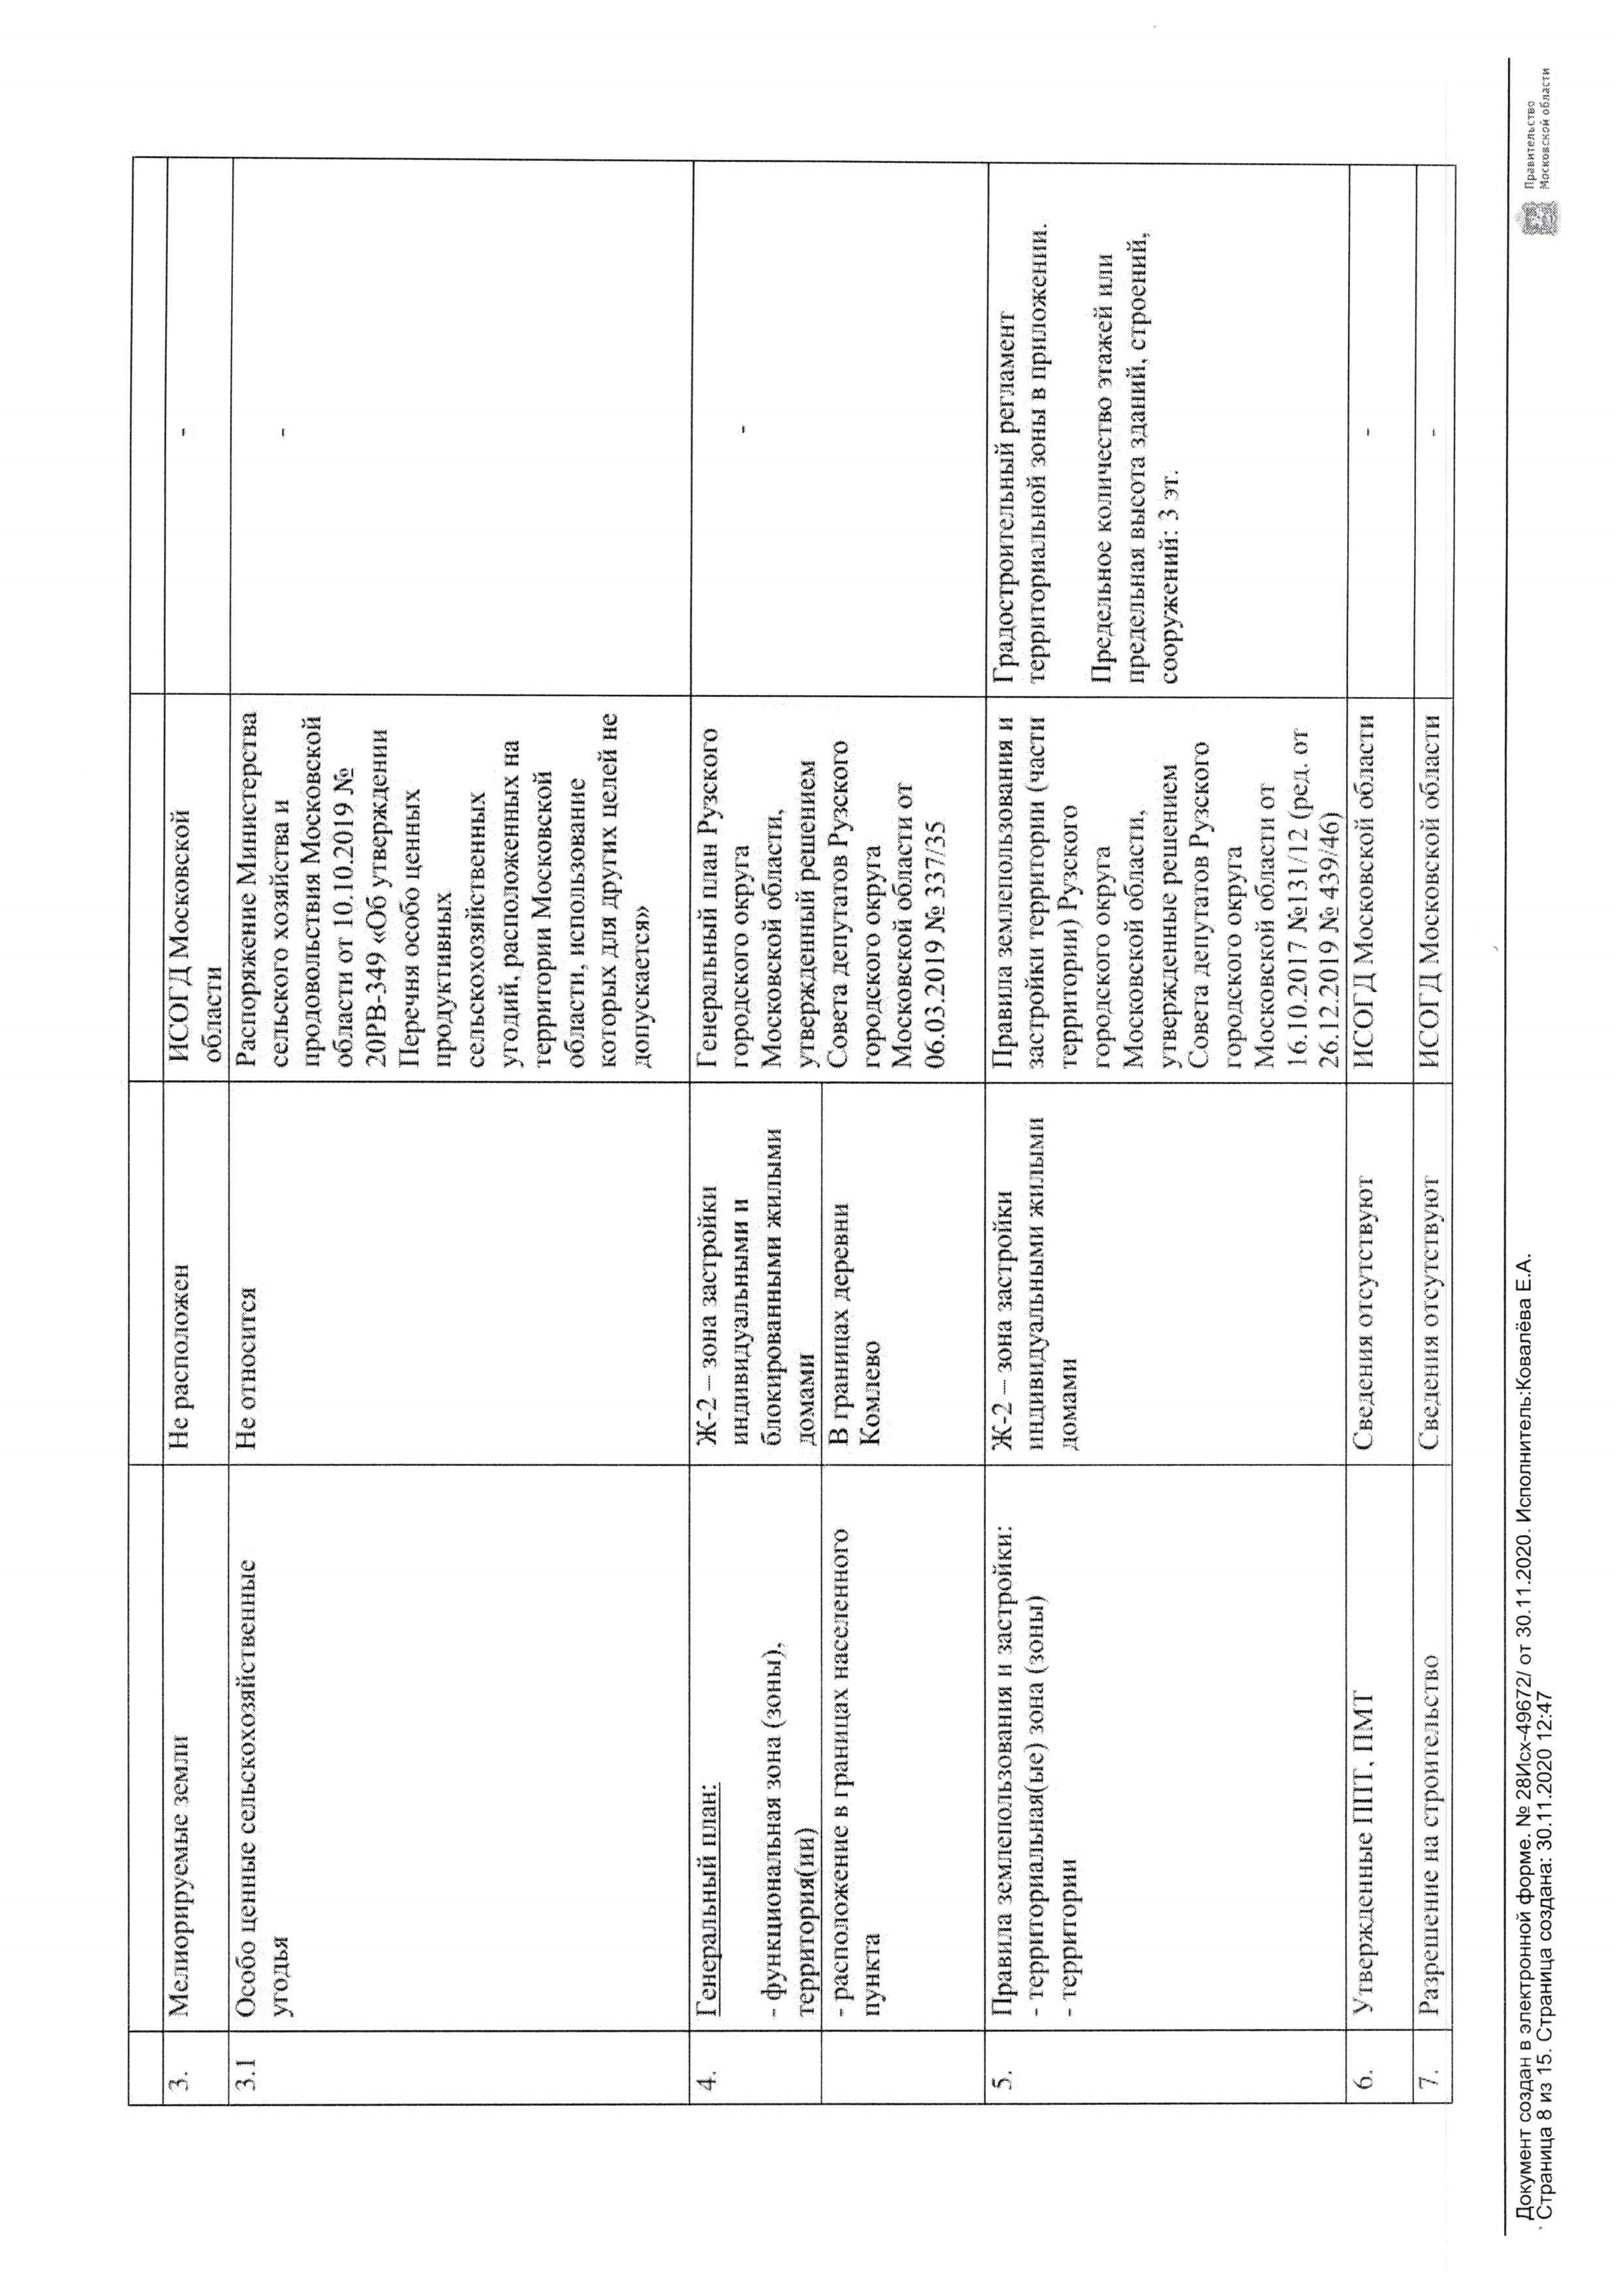 3.
Мелиорируемые земли
Не расположен
ИСОГД Московской
области
-
3.1
Особо ценные сельскохозяйственные
угодья
Не относится
Распоряжение Министерства
сельского хозяйства и
продовольствия Московской
области от 10.10.2019 №
20РВ-349 «Об утверждении
Перечня особо ценных
продуктивных
сельскохозяйственных
угодий, расположенных на
территории Московской
области, использование
которых для других целей не
допускается»
-
4.
Генеральный план:
- функциональная зона (зоны),
территория(ии)
Ж-2 – зона застройки
индивидуальными и
блокированными жилыми
домами
- расположение в границах населенного
пункта
В границах деревни
Комлево
Генеральный план Рузского
городского округа
Московской области,
утвержденный решением
Совета депутатов Рузского
городского округа
Московской области от
06.03.2019 № 337/35
-
5.
Правила землепользования и застройки:
- территориальная(ые) зона (зоны)
- территории
Ж-2 – зона застройки
индивидуальными жилыми
домами
Правила землепользования и
застройки территории (части
территории) Рузского
городского округа
Московской области,
утвержденные решением
Совета депутатов Рузского
городского округа
Московской области от
16.10.2017 №131/12 (ред. от
26.12.2019 № 439/46)
Градостроительный регламент
территориальной зоны в приложении.
Предельное количество этажей или
предельная высота зданий, строений,
сооружений: 3 эт.
6.
Утвержденные ППТ, ПМТ
Сведения отсутствуют
ИСОГД Московской области
-
7.
Разрешение на строительство
Сведения отсутствуют
ИСОГД Московской области
-
Документ создан в электронной форме. № 28Исх-49672/ от 30.11.2020. Исполнитель:Ковалёва Е.А.
Страница 8 из 15. Страница создана: 30.11.2020 12:47
Правительство
Московской области